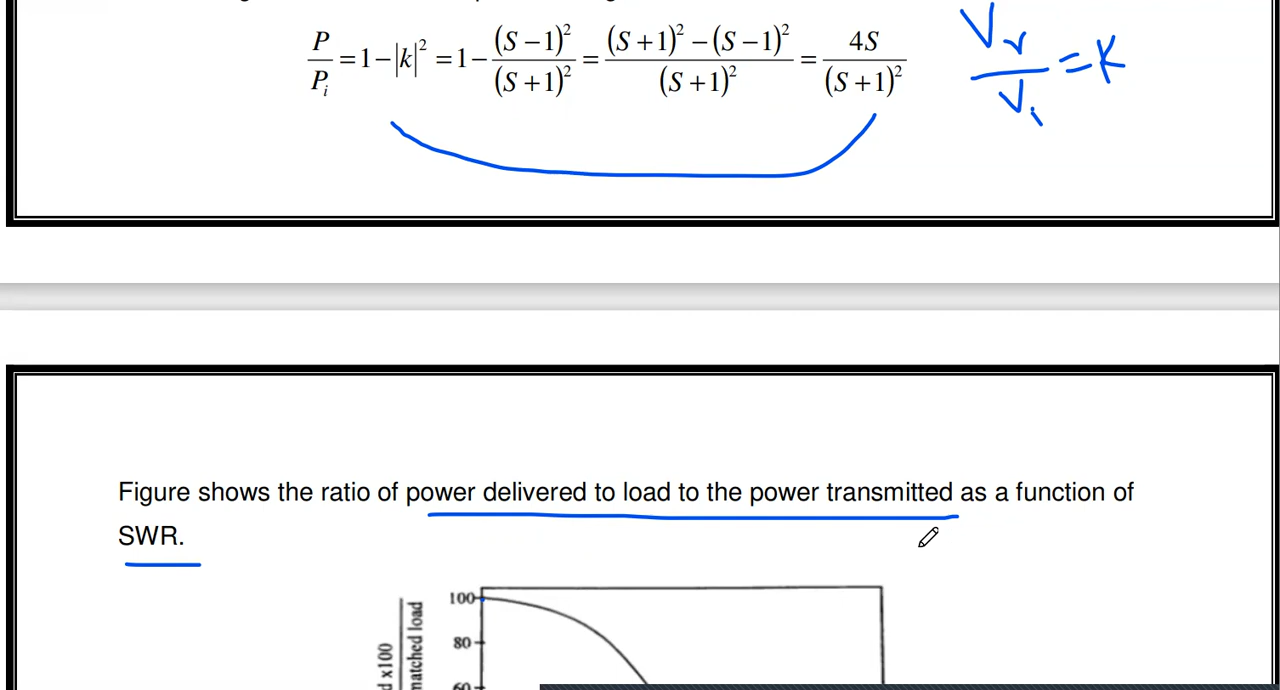 P/P_i = 1 − |k|² = 1 − (S − 1)²/(S + 1)² = ((S + 1)² − (S − 1)²)/(S + 1)² = 4S/(S + 1)²
V_r/V_i = K
Figure shows the ratio of power delivered to load to the power transmitted as a function of
SWR.
x100
matched load
100
80
60